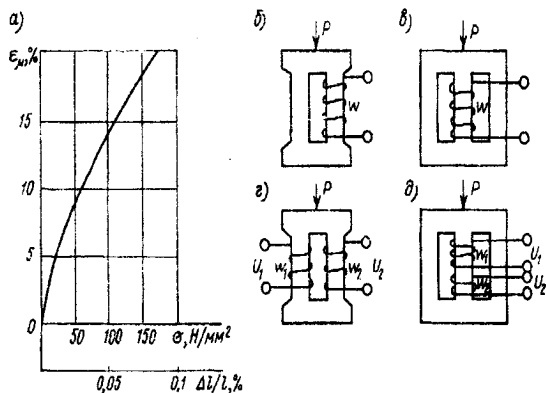 а)
ε_м,%
15
10
5
0
50 100 150 σ, Н/мм²
0,05 0,1 Δl/l,%
б)
P
w
в)
P
w
г)
P
U₁ w₁ w₂ U₂
д)
P
w₁ U₁
w₂ U₂